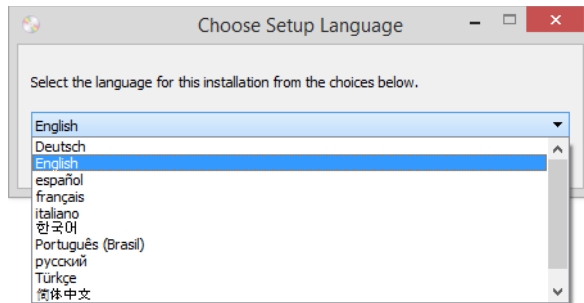 Choose Setup Language
Select the language for this installation from the choices below.
English
Deutsch
English
español
français
italiano
한국어
Português (Brasil)
русский
Türkçe
简体中文